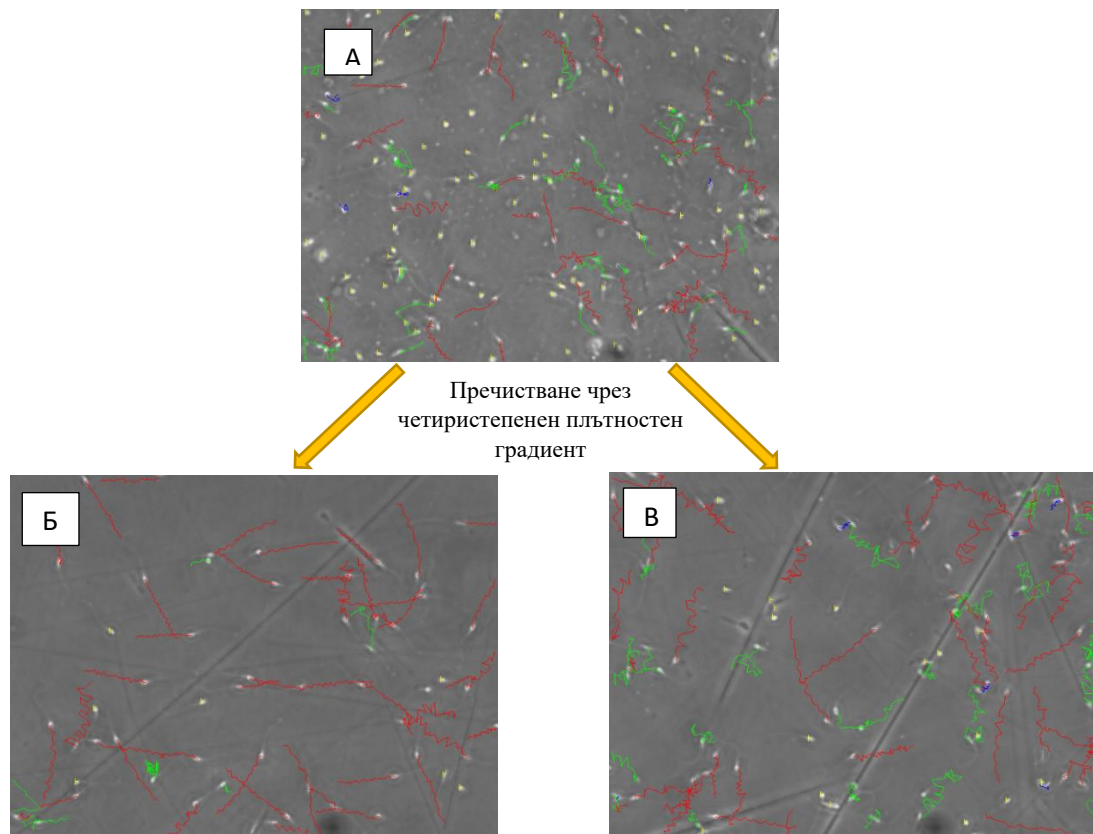 А
Пречистване чрез
четиристепенен плътностен
градиент
Б
В